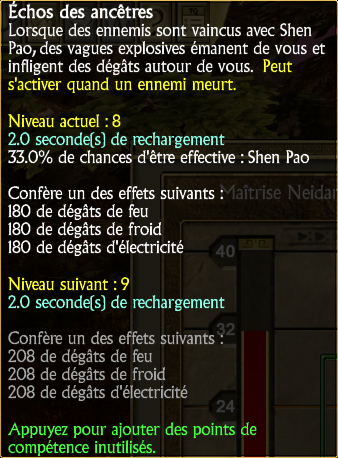 Échos des ancêtres
Lorsque des ennemis sont vaincus avec Shen
Pao, des vagues explosives émanent de vous et
infligent des dégâts autour de vous. Peut
s'activer quand un ennemi meurt.
Niveau actuel : 8
2.0 seconde(s) de rechargement
33.0% de chances d'être effective : Shen Pao
Confère un des effets suivants :
180 de dégâts de feu
180 de dégâts de froid
180 de dégâts d'électricité
Maîtrise Neidan
40
Niveau suivant : 9
2.0 seconde(s) de rechargement
32
Confère un des effets suivants :
208 de dégâts de feu
208 de dégâts de froid
208 de dégâts d'électricité
24
Appuyez pour ajouter des points de
compétence inutilisés.